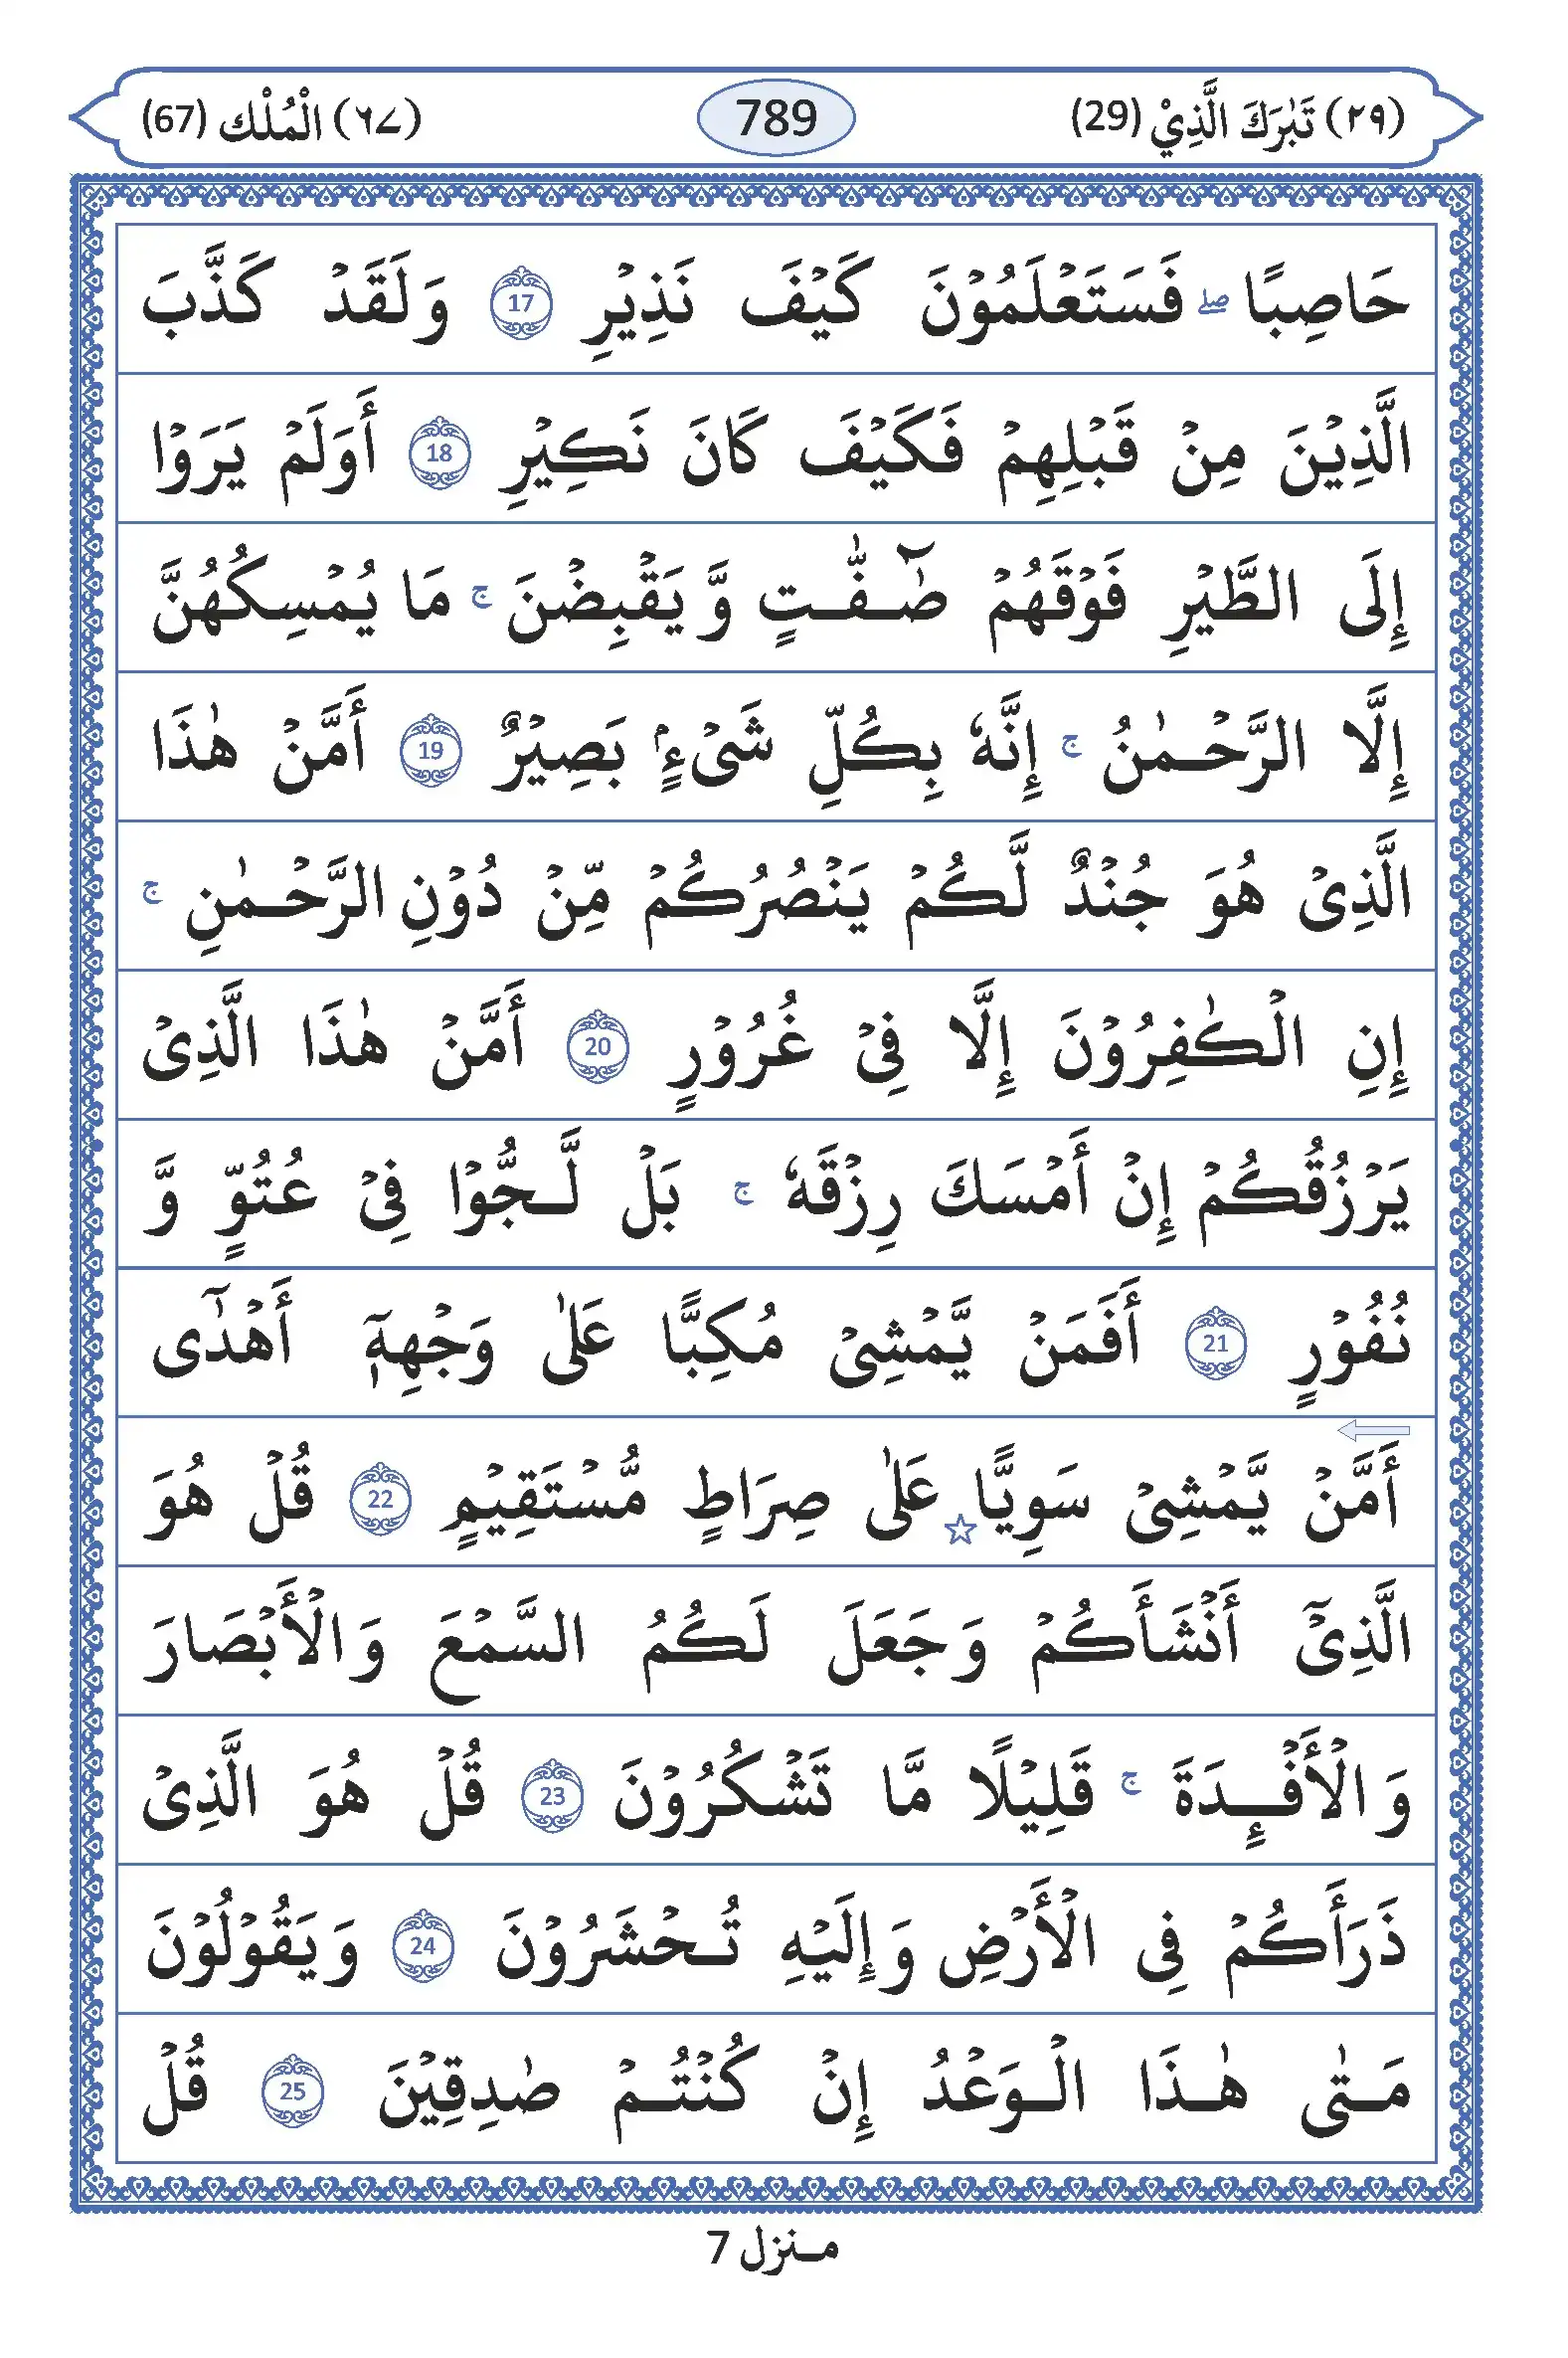 (٢٩) تَبٰرَكَ الَّذِيْ (29) 789 (٦٧) الْمُلْك (67)
حَاصِبًا ۖ فَسَتَعْلَمُوْنَ كَيْفَ نَذِيْرِ 17 وَلَقَدْ كَذَّبَ
الَّذِيْنَ مِنْ قَبْلِهِمْ فَكَيْفَ كَانَ نَكِيْرِ 18 أَوَلَمْ يَرَوْا
إِلَى الطَّيْرِ فَوْقَهُمْ صٰٓفّٰتٍ وَّيَقْبِضْنَ ۚ مَا يُمْسِكُهُنَّ
إِلَّا الرَّحْمٰنُ ۚ إِنَّهٗ بِكُلِّ شَىْءٍۢ بَصِيْرٌ 19 أَمَّنْ هٰذَا
الَّذِىْ هُوَ جُنْدٌ لَّكُمْ يَنْصُرُكُمْ مِّنْ دُوْنِ الرَّحْمٰنِ ۚ
إِنِ الْكٰفِرُوْنَ إِلَّا فِىْ غُرُوْرٍ 20 أَمَّنْ هٰذَا الَّذِىْ
يَرْزُقُكُمْ إِنْ أَمْسَكَ رِزْقَهٗ ۚ بَلْ لَّجُّوْا فِىْ عُتُوٍّ وَّ
نُفُوْرٍ 21 أَفَمَنْ يَّمْشِىْ مُكِبًّا عَلٰى وَجْهِهٖٓ أَهْدٰٓى
أَمَّنْ يَّمْشِىْ سَوِيًّا ☆ عَلٰى صِرَاطٍ مُّسْتَقِيْمٍ 22 قُلْ هُوَ
الَّذِىْٓ أَنْشَأَكُمْ وَجَعَلَ لَكُمُ السَّمْعَ وَالْأَبْصَارَ
وَالْأَفْـِٕدَةَ ۚ قَلِيْلًا مَّا تَشْكُرُوْنَ 23 قُلْ هُوَ الَّذِىْ
ذَرَأَكُمْ فِى الْأَرْضِ وَإِلَيْهِ تُحْشَرُوْنَ 24 وَيَقُوْلُوْنَ
مَتٰى هٰذَا الْوَعْدُ إِنْ كُنْتُمْ صٰدِقِيْنَ 25 قُلْ
منزل 7